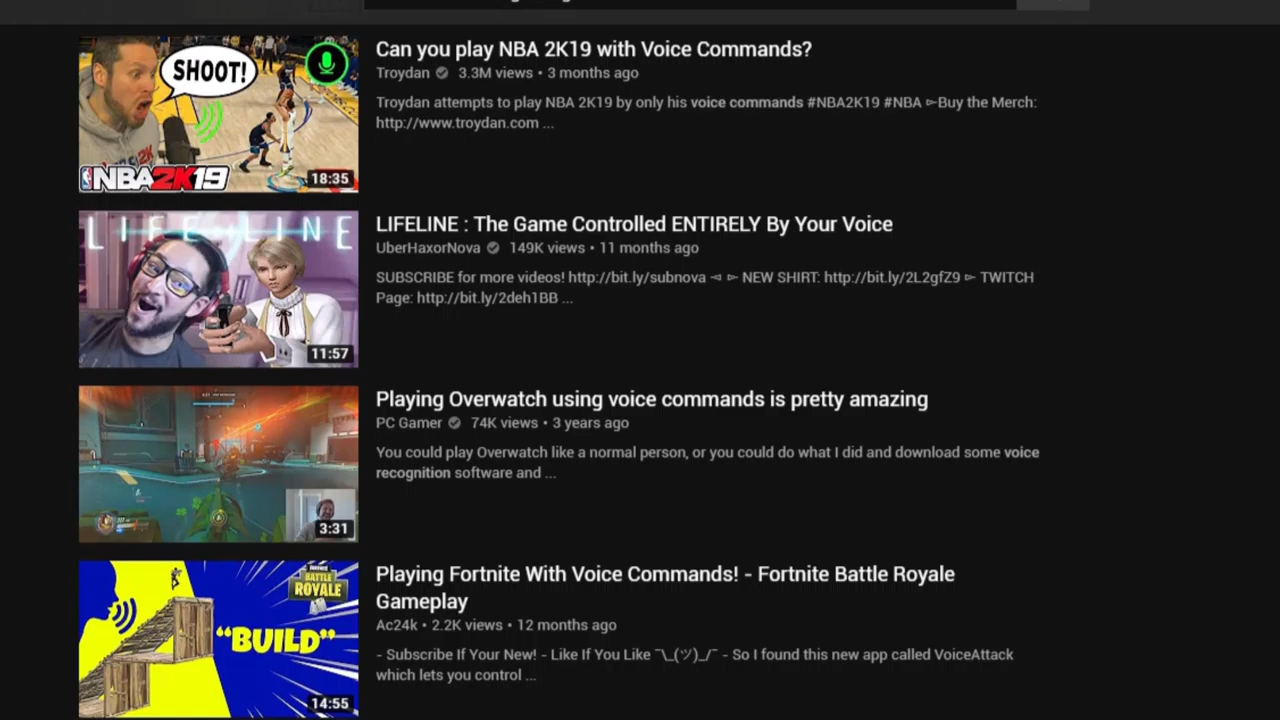 SHOOT!
NBA2K19
18:35
Can you play NBA 2K19 with Voice Commands?
Troydan 3.3M views • 3 months ago
Troydan attempts to play NBA 2K19 by only his voice commands #NBA2K19 #NBA ►Buy the Merch:
http://www.troydan.com ...
LIFELINE
11:57
LIFELINE : The Game Controlled ENTIRELY By Your Voice
UberHaxorNova 149K views • 11 months ago
SUBSCRIBE for more videos! http://bit.ly/subnova ◄ ► NEW SHIRT: http://bit.ly/2L2gfZ9 ► TWITCH
Page: http://bit.ly/2deh1BB ...
3:31
Playing Overwatch using voice commands is pretty amazing
PC Gamer 74K views • 3 years ago
You could play Overwatch like a normal person, or you could do what I did and download some voice
recognition software and ...
FORTNITE
BATTLE
ROYALE
"BUILD"
14:55
Playing Fortnite With Voice Commands! - Fortnite Battle Royale
Gameplay
Ac24k • 2.2K views • 12 months ago
- Subscribe If Your New! - Like If You Like ¯\_(ツ)_/¯ - So I found this new app called VoiceAttack
which lets you control ...